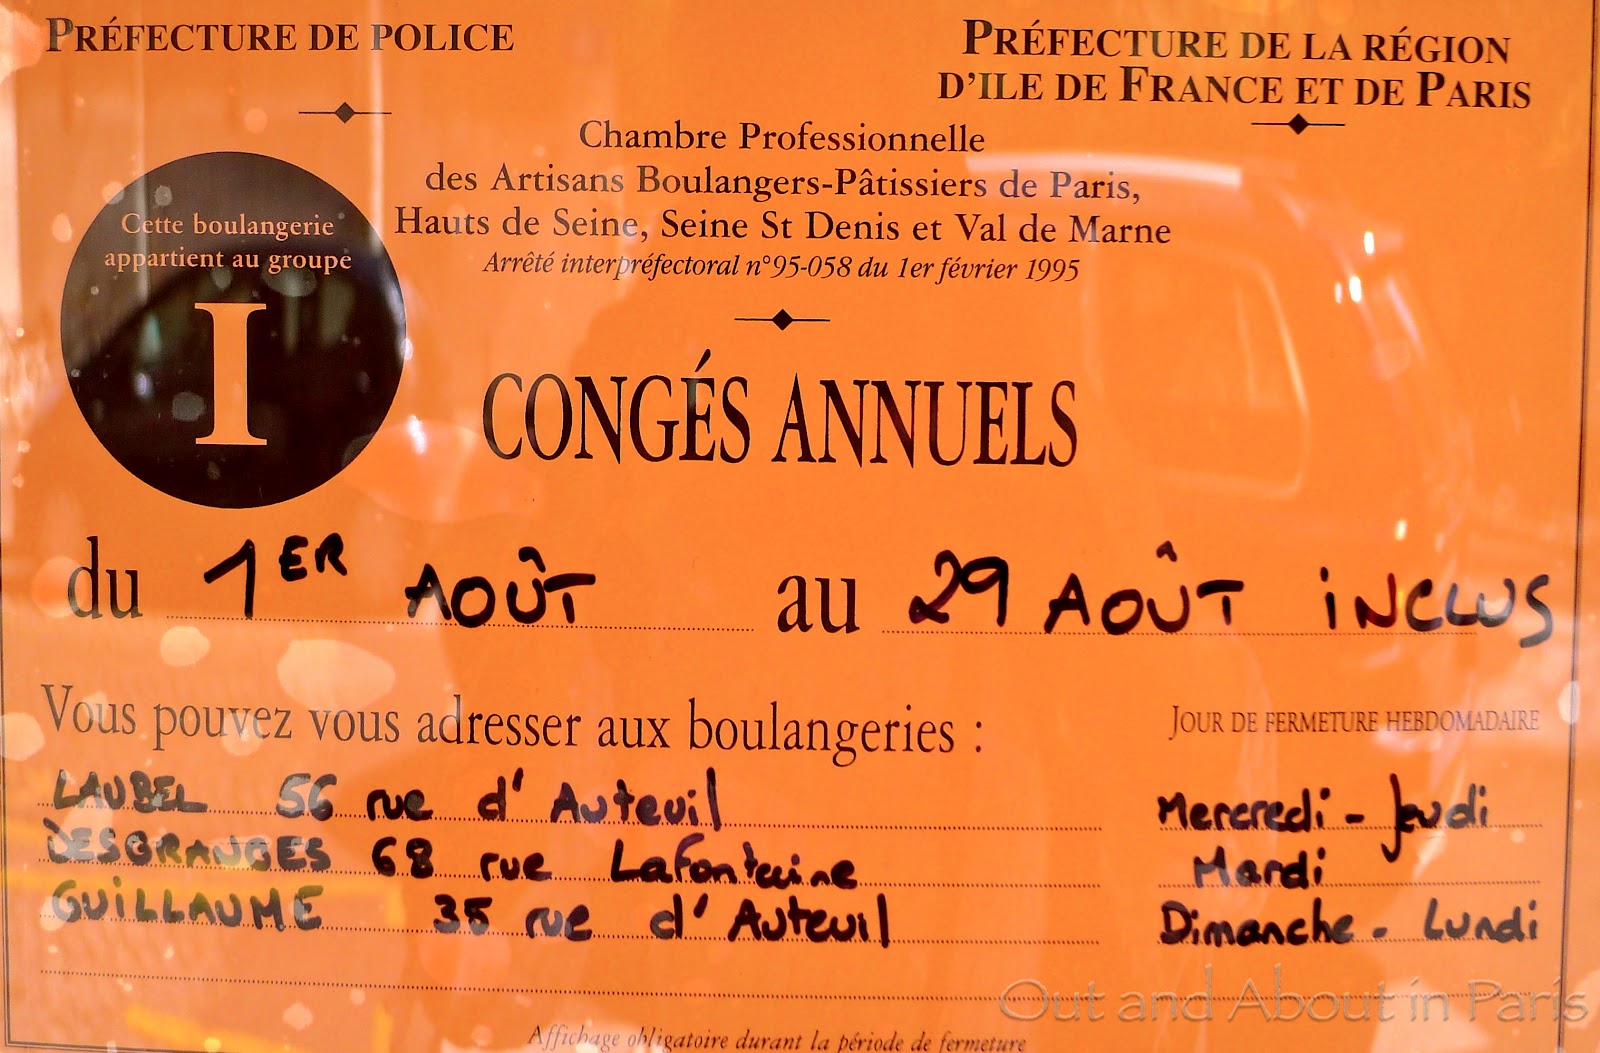 PRÉFECTURE DE POLICE
PRÉFECTURE DE LA RÉGION
D'ILE DE FRANCE ET DE PARIS
Chambre Professionnelle
des Artisans Boulangers-Pâtissiers de Paris,
Hauts de Seine, Seine St Denis et Val de Marne
Arrêté interpréfectoral n°95-058 du 1er février 1995
Cette boulangerie
appartient au groupe
I
CONGÉS ANNUELS
du 1ER AOÛT au 29 AOÛT INCLUS
Vous pouvez vous adresser aux boulangeries : JOUR DE FERMETURE HEBDOMADAIRE
LAUBEL 56 rue d'Auteuil Mercredi - Jeudi
DESGRANGES 68 rue Lafontaine Mardi
GUILLAUME 35 rue d'Auteuil Dimanche - Lundi
Out and About in Paris
Affichage obligatoire durant la période de fermeture